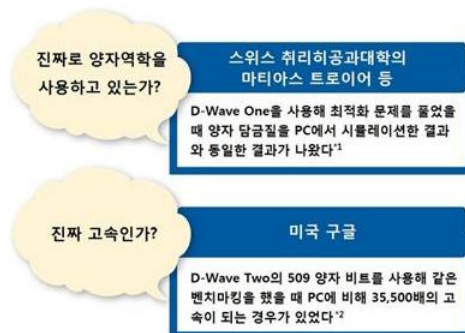 진짜로 양자역학을
사용하고 있는가?
스위스 취리히공과대학의
마티아스 트로이어 등
D-Wave One을 사용해 최적화 문제를 풀었을
때 양자 담금질을 PC에서 시뮬레이션한 결과
와 동일한 결과가 나왔다*1
진짜 고속인가?
미국 구글
D-Wave Two의 509 양자 비트를 사용해 같은
벤치마킹을 했을 때 PC에 비해 35,500배의 고
속이 되는 경우가 있었다*2